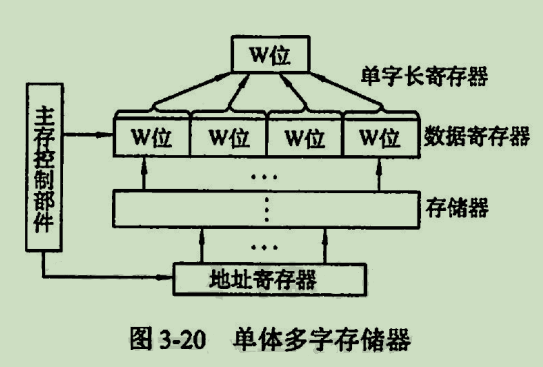 W位
单字长寄存器
W位 W位 W位 W位 数据寄存器
主存控制部件
...
存储器
...
地址寄存器
图 3-20 单体多字存储器